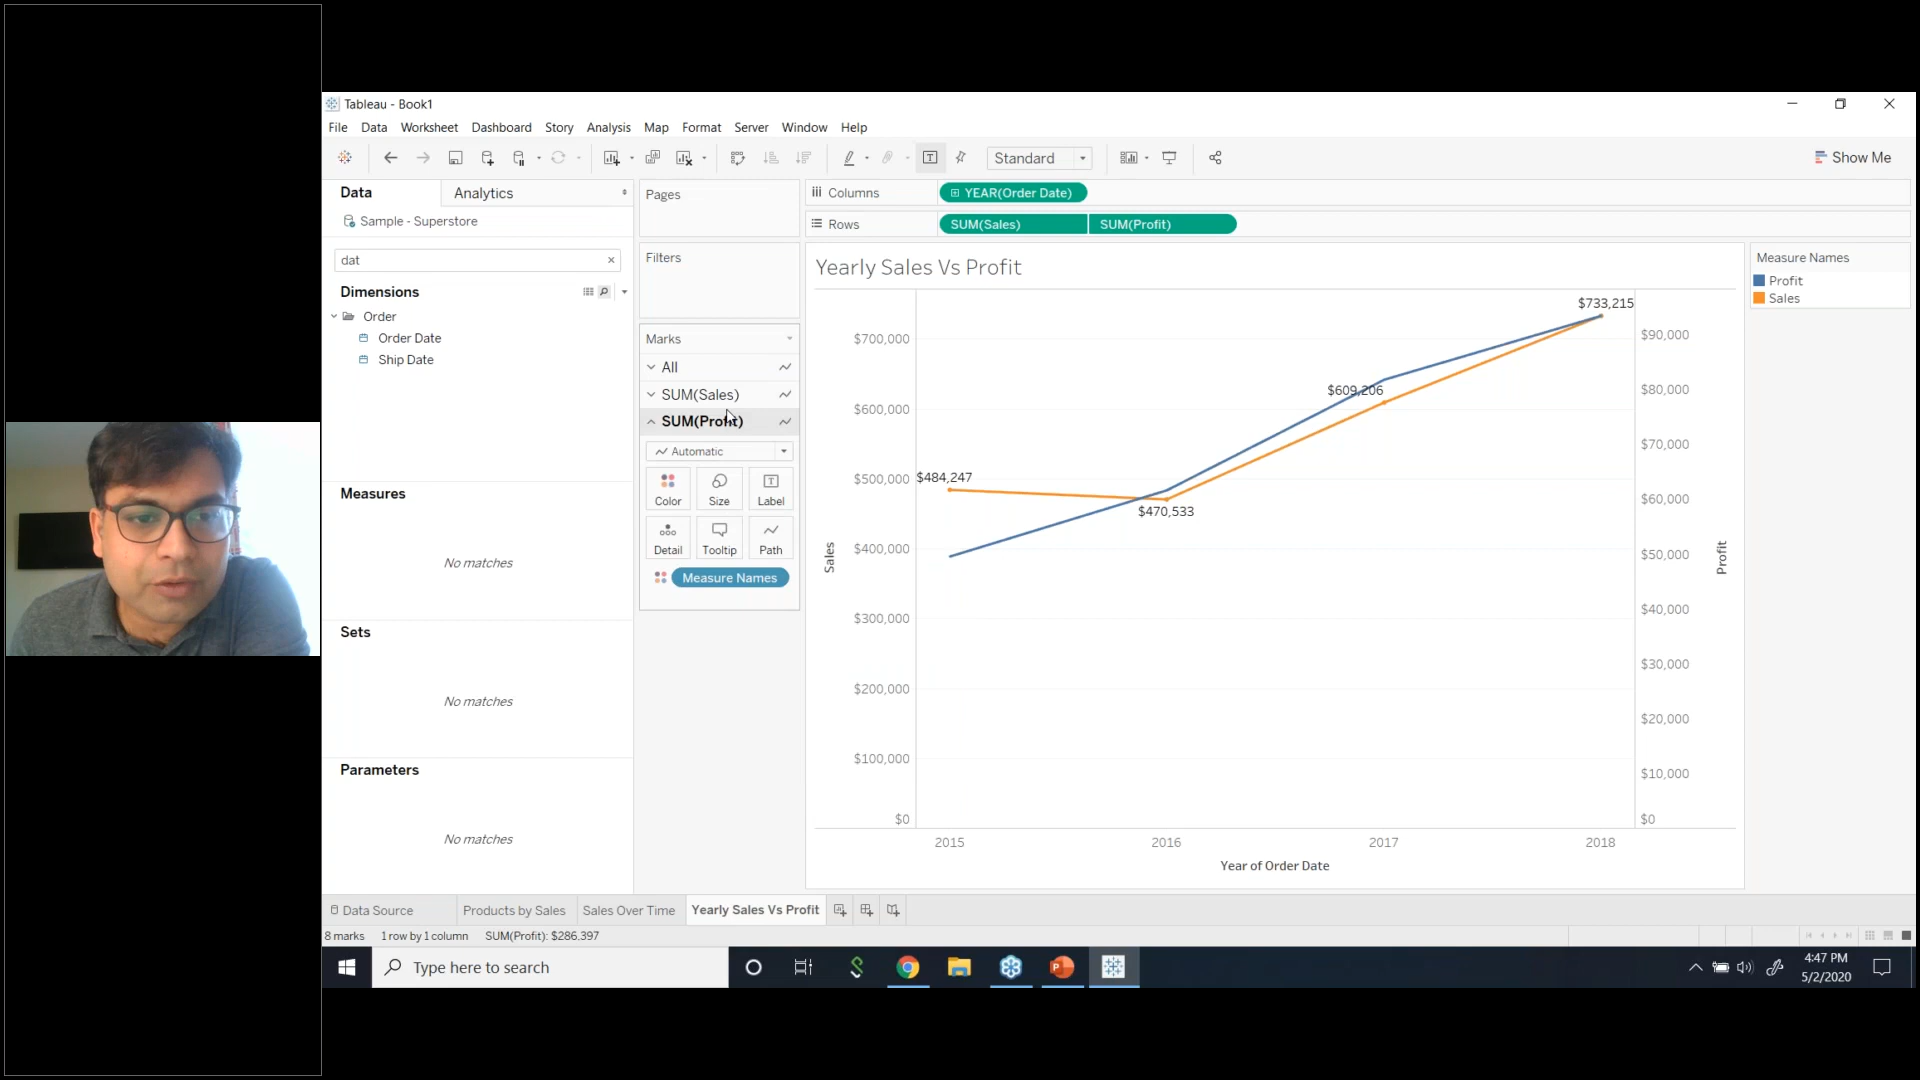 Tableau - Book1
File Data Worksheet Dashboard Story Analysis Map Format Server Window Help
Standard
Show Me
Data
Analytics
Sample - Superstore
dat
Dimensions
Order
Order Date
Ship Date
Measures
No matches
Sets
No matches
Parameters
No matches
Pages
Filters
Marks
All
SUM(Sales)
SUM(Profit)
Automatic
Color Size Label
Detail Tooltip Path
Measure Names
Columns
YEAR(Order Date)
Rows
SUM(Sales) SUM(Profit)
Yearly Sales Vs Profit
Sales
$700,000
$600,000
$500,000
$400,000
$300,000
$200,000
$100,000
$0
$484,247
$470,533
$609,206
$733,215
$90,000
$80,000
$70,000
$60,000
$50,000
$40,000
$30,000
$20,000
$10,000
$0
Profit
2015 2016 2017 2018
Year of Order Date
Measure Names
Profit
Sales
Data Source Products by Sales Sales Over Time Yearly Sales Vs Profit
8 marks 1 row by 1 column SUM(Profit): $286,397
Type here to search
4:47 PM
5/2/2020